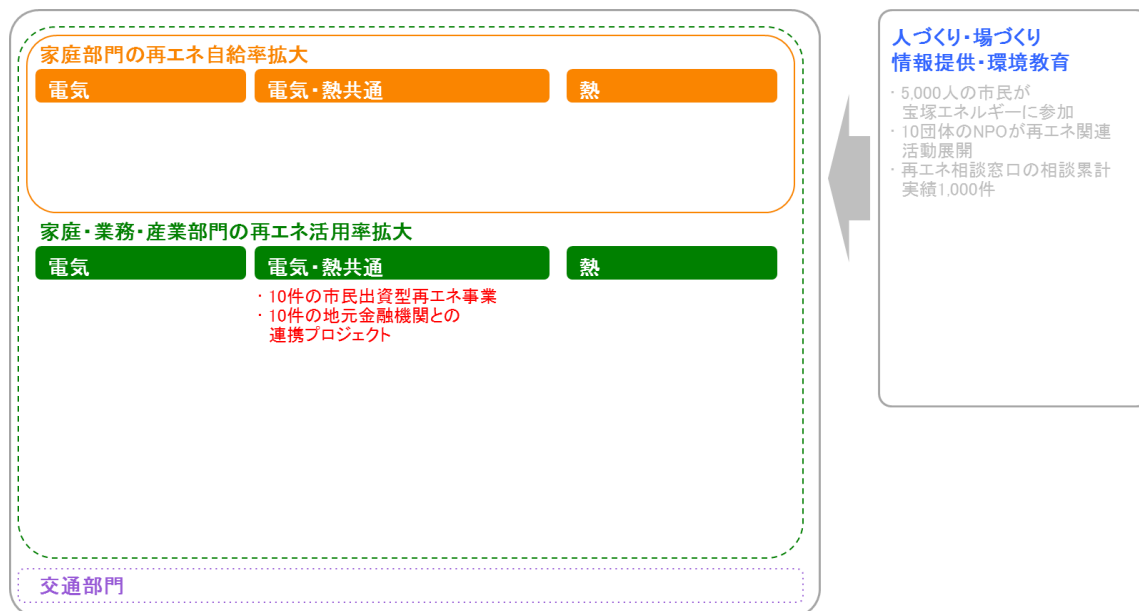 家庭部門の再エネ自給率拡大
電気
電気・熱共通
熱
家庭・業務・産業部門の再エネ活用率拡大
電気
電気・熱共通
熱
・10件の市民出資型再エネ事業
・10件の地元金融機関との
連携プロジェクト
交通部門
人づくり・場づくり
情報提供・環境教育
・5,000人の市民が
宝塚エネルギーに参加
・10団体のNPOが再エネ関連
活動展開
・再エネ相談窓口の相談累計
実績1,000件